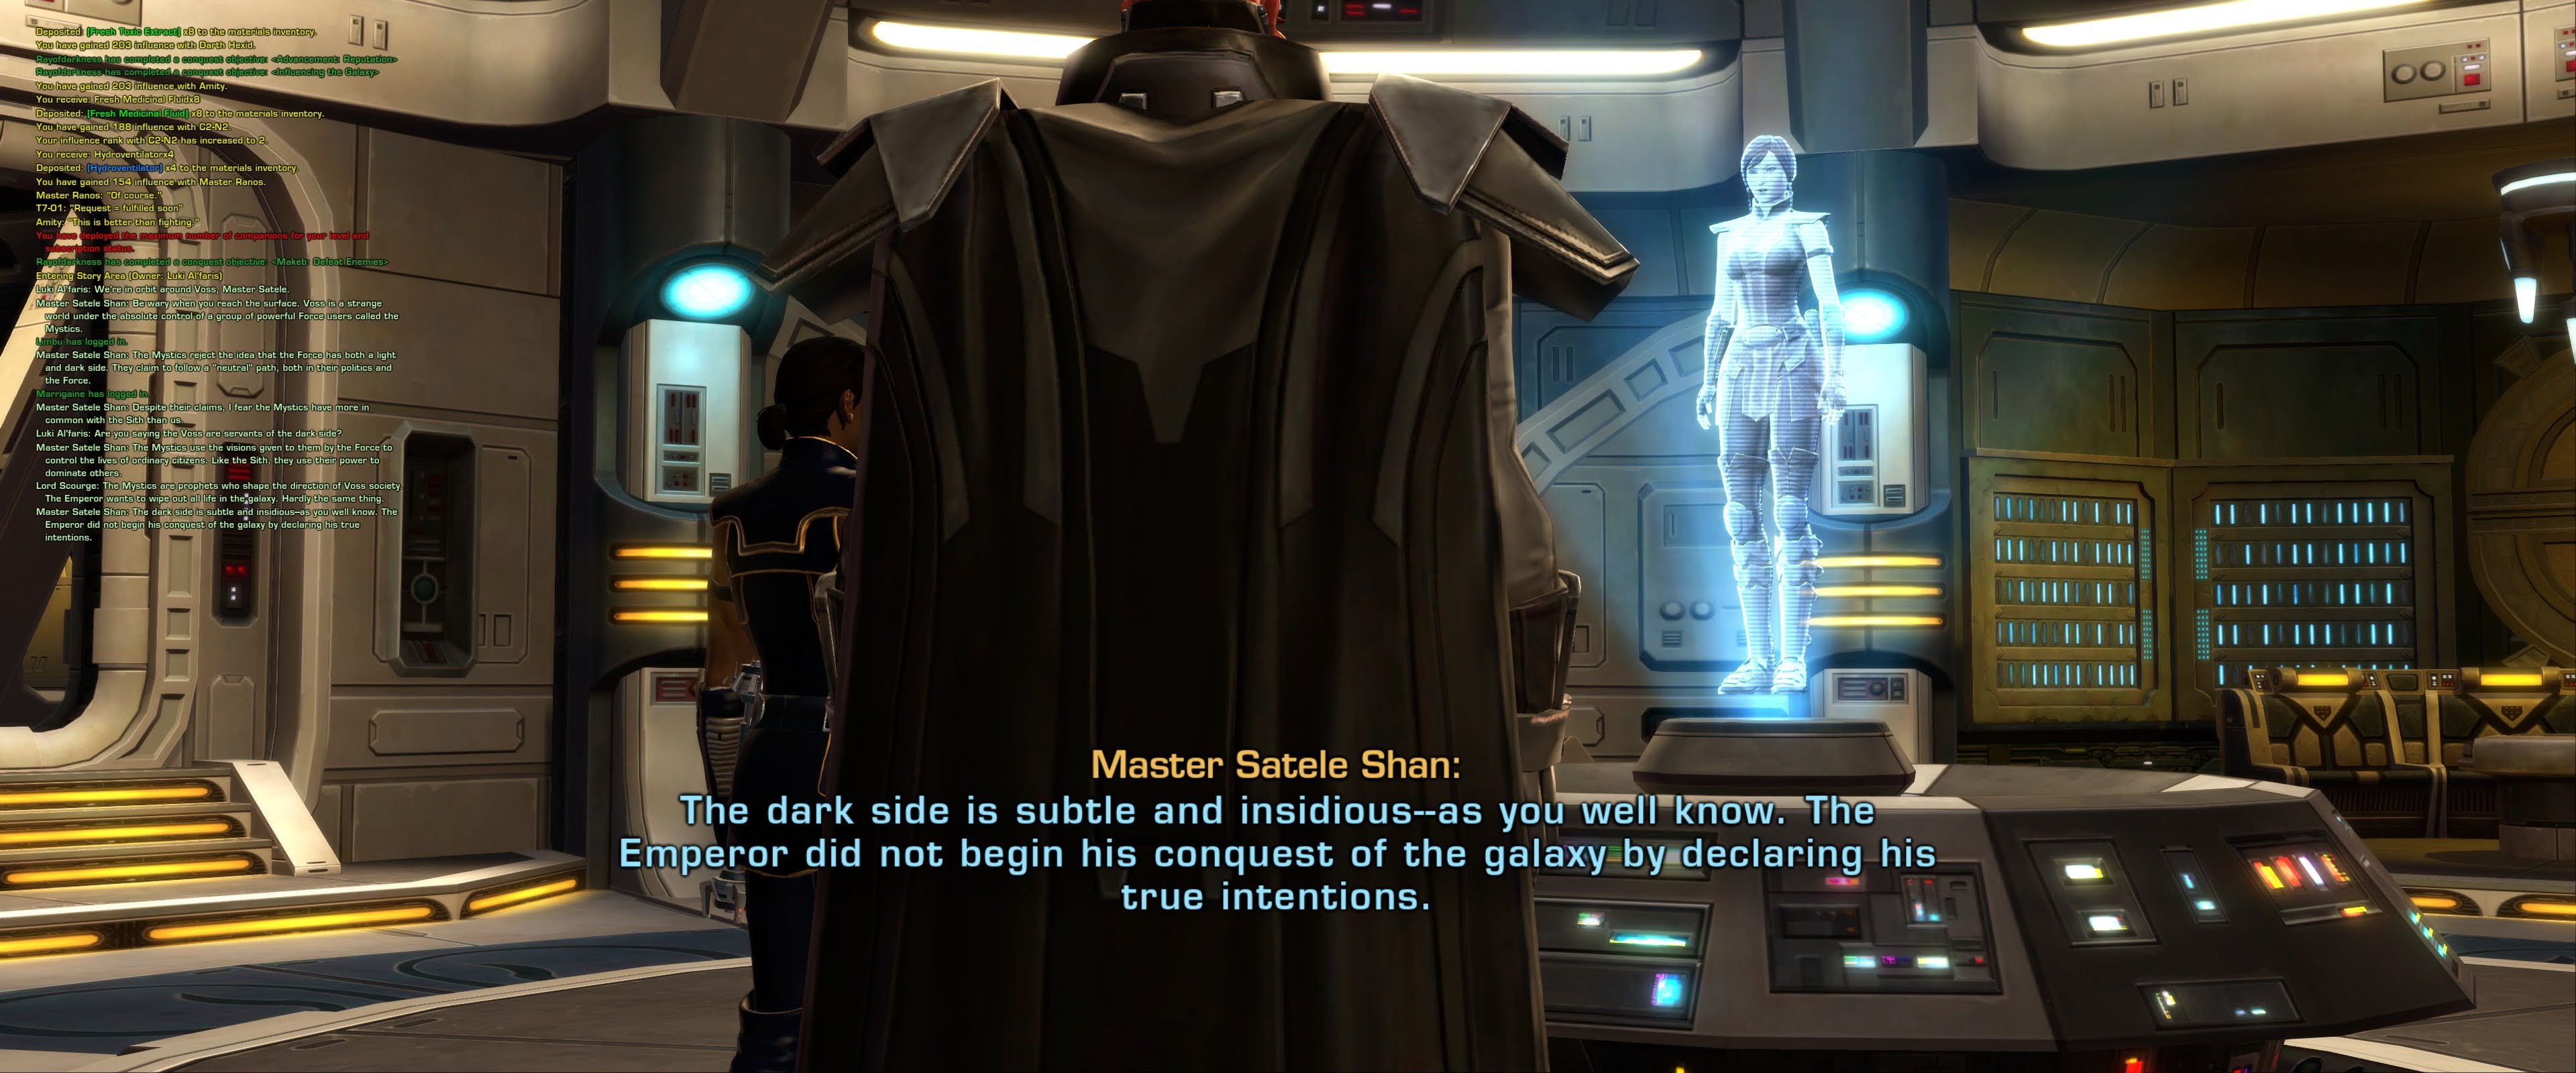 Deposited: [Fresh Toxic Extract] x8 to the materials inventory.
You have gained 203 influence with Darth Hexid.
Rayofdarkness has completed a conquest objective: <Advancement: Reputation>
Rayofdarkness has completed a conquest objective: <Influencing the Galaxy>
You have gained 203 influence with Amity.
You receive: Fresh Medicinal Fluidx8
Deposited: [Fresh Medicinal Fluid] x8 to the materials inventory.
You have gained 188 influence with C2-N2.
Your influence rank with C2-N2 has increased to 2.
You receive: Hydroventilatorx4
Deposited: [Hydroventilator] x4 to the materials inventory.
You have gained 154 influence with Master Ranos.
Master Ranos: "Of course."
T7-01: "Request = fulfilled soon"
Amity: "This is better than fighting."
You have deployed the maximum number of companions for your level and
subscription status.
Rayofdarkness has completed a conquest objective: <Makeb: Defeat Enemies>
Entering Story Area (Owner: Luki Al'faris)
Luki Al'faris: We're in orbit around Voss, Master Satele.
Master Satele Shan: Be wary when you reach the surface. Voss is a strange
world under the absolute control of a group of powerful Force users called the
Mystics.
Limbu has logged in.
Master Satele Shan: The Mystics reject the idea that the Force has both a light
and dark side. They claim to follow a "neutral" path, both in their politics and
the Force.
Marrigaine has logged in.
Master Satele Shan: Despite their claims, I fear the Mystics have more in
common with the Sith than us.
Luki Al'faris: Are you saying the Voss are servants of the dark side?
Master Satele Shan: The Mystics use the visions given to them by the Force to
control the lives of ordinary citizens. Like the Sith, they use their power to
dominate others.
Lord Scourge: The Mystics are prophets who shape the direction of Voss society.
The Emperor wants to wipe out all life in the galaxy. Hardly the same thing.
Master Satele Shan: The dark side is subtle and insidious--as you well know. The
Emperor did not begin his conquest of the galaxy by declaring his true
intentions.
Master Satele Shan:
The dark side is subtle and insidious--as you well know. The
Emperor did not begin his conquest of the galaxy by declaring his
true intentions.